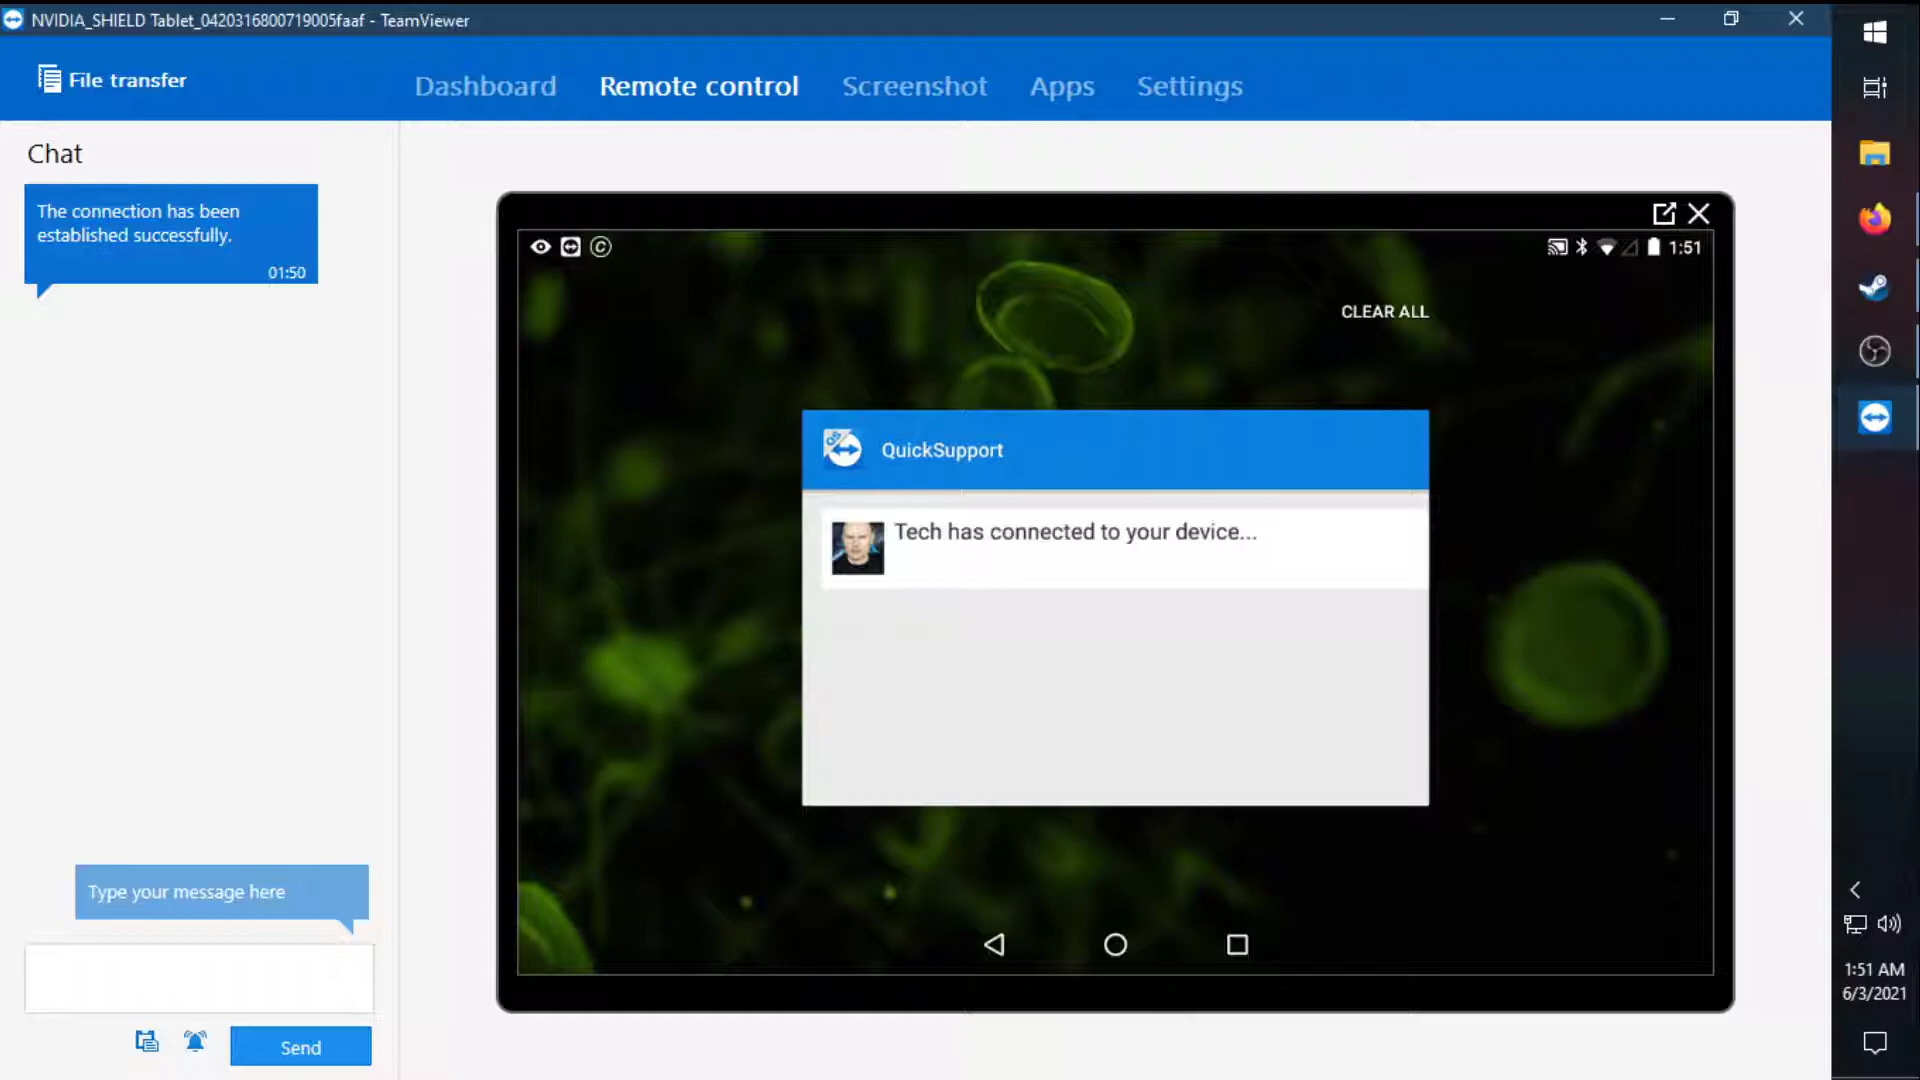 NVIDIA_SHIELD Tablet_0420316800719005faaf - TeamViewer
File transfer
Dashboard
Remote control
Screenshot
Apps
Settings
Chat
The connection has been
established successfully.
01:50
1:51
CLEAR ALL
QuickSupport
Tech has connected to your device...
Type your message here
Send
1:51 AM
6/3/2021